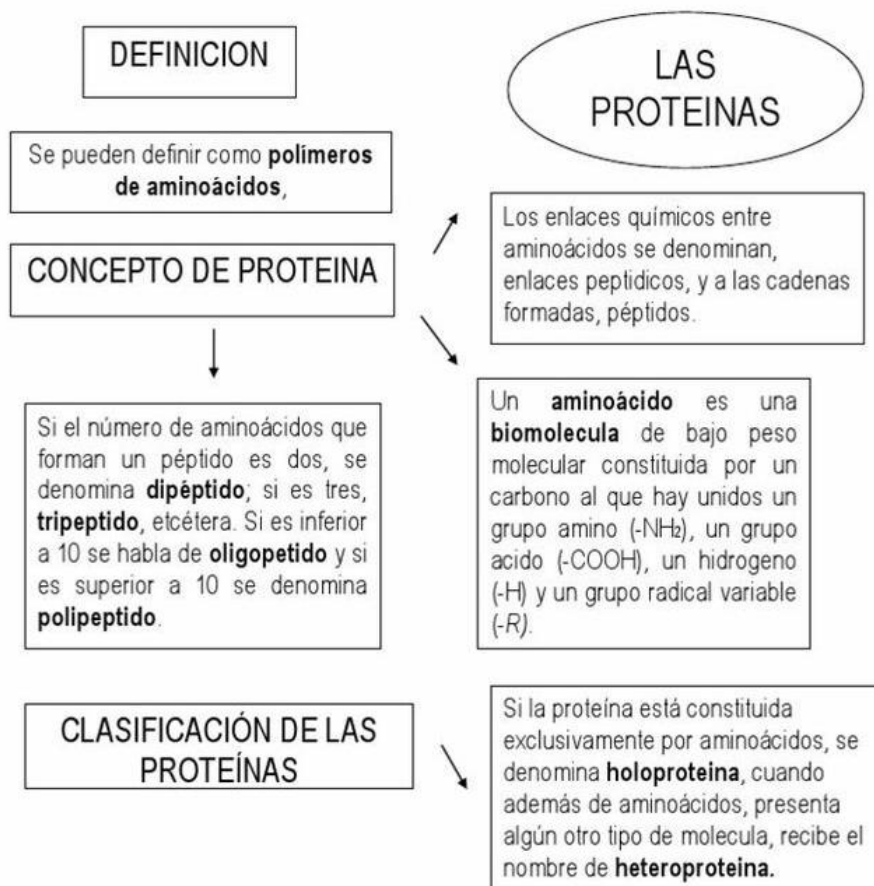 DEFINICION
LAS
PROTEINAS
Se pueden definir como polímeros
de aminoácidos,
CONCEPTO DE PROTEINA
Los enlaces químicos entre
aminoácidos se denominan,
enlaces peptidicos, y a las cadenas
formadas, péptidos.
Si el número de aminoácidos que
forman un péptido es dos, se
denomina dipéptido; si es tres,
tripeptido, etcétera. Si es inferior
a 10 se habla de oligopetido y si
es superior a 10 se denomina
polipeptido.
Un aminoácido es una
biomolecula de bajo peso
molecular constituida por un
carbono al que hay unidos un
grupo amino (-NH₂), un grupo
acido (-COOH), un hidrogeno
(-H) y un grupo radical variable
(-R).
CLASIFICACIÓN DE LAS
PROTEÍNAS
Si la proteína está constituida
exclusivamente por aminoácidos, se
denomina holoproteina, cuando
además de aminoácidos, presenta
algún otro tipo de molecula, recibe el
nombre de heteroproteina.